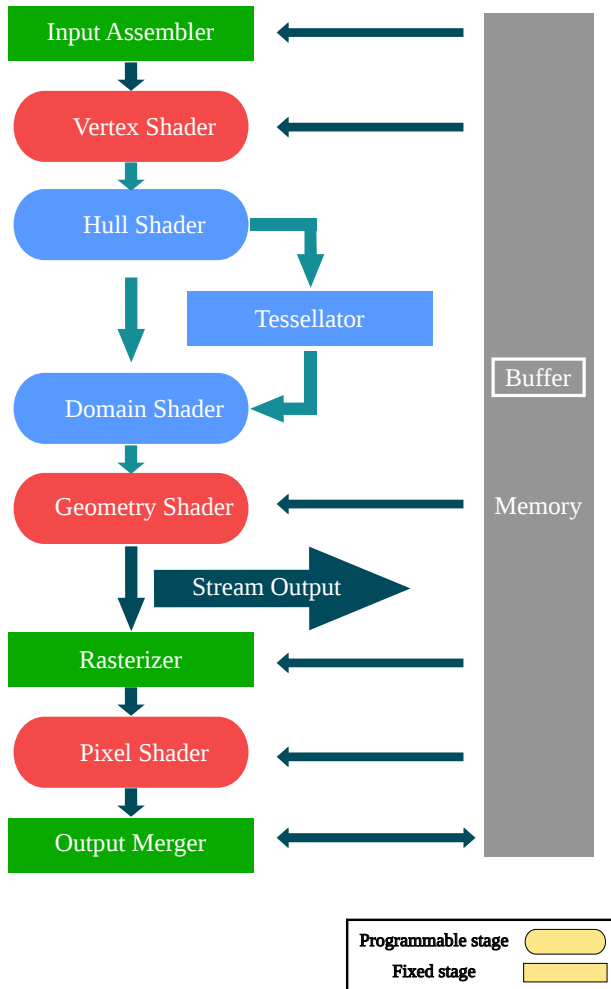 Input Assembler
Vertex Shader
Hull Shader
Tessellator
Buffer
Domain Shader
Geometry Shader
Memory
Stream Output
Rasterizer
Pixel Shader
Output Merger
Programmable stage
Fixed stage